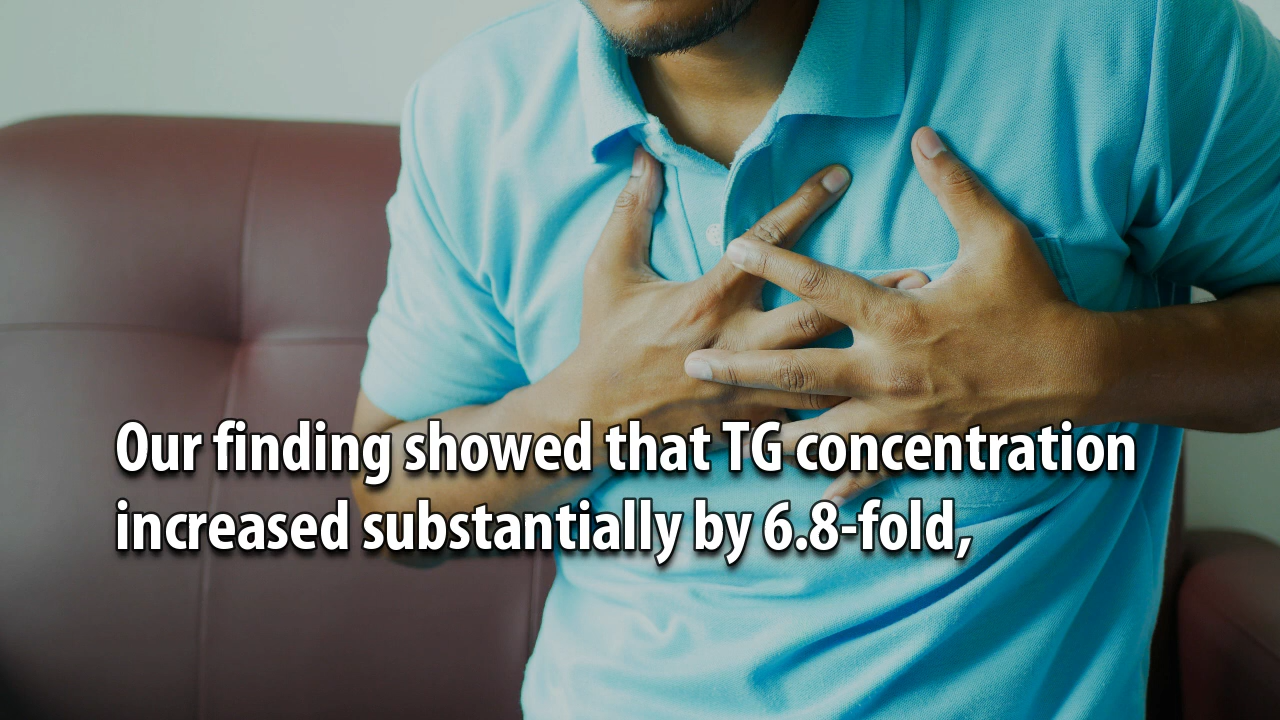 Our finding showed that TG concentration
increased substantially by 6.8-fold,